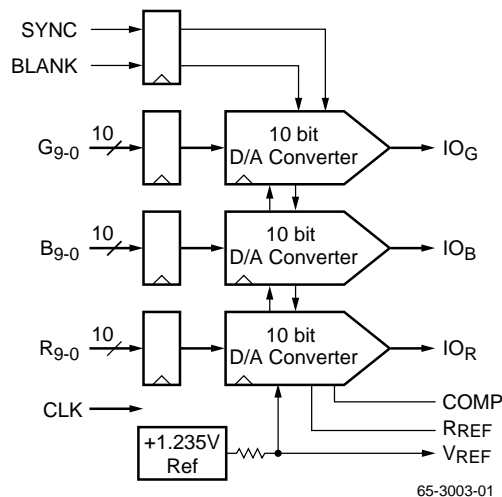 SYNC
BLANK
10
G9-0
10 bit
D/A Converter
IOG
10
B9-0
10 bit
D/A Converter
IOB
10
R9-0
10 bit
D/A Converter
IOR
CLK
COMP
RREF
+1.235V
Ref
VREF
65-3003-01